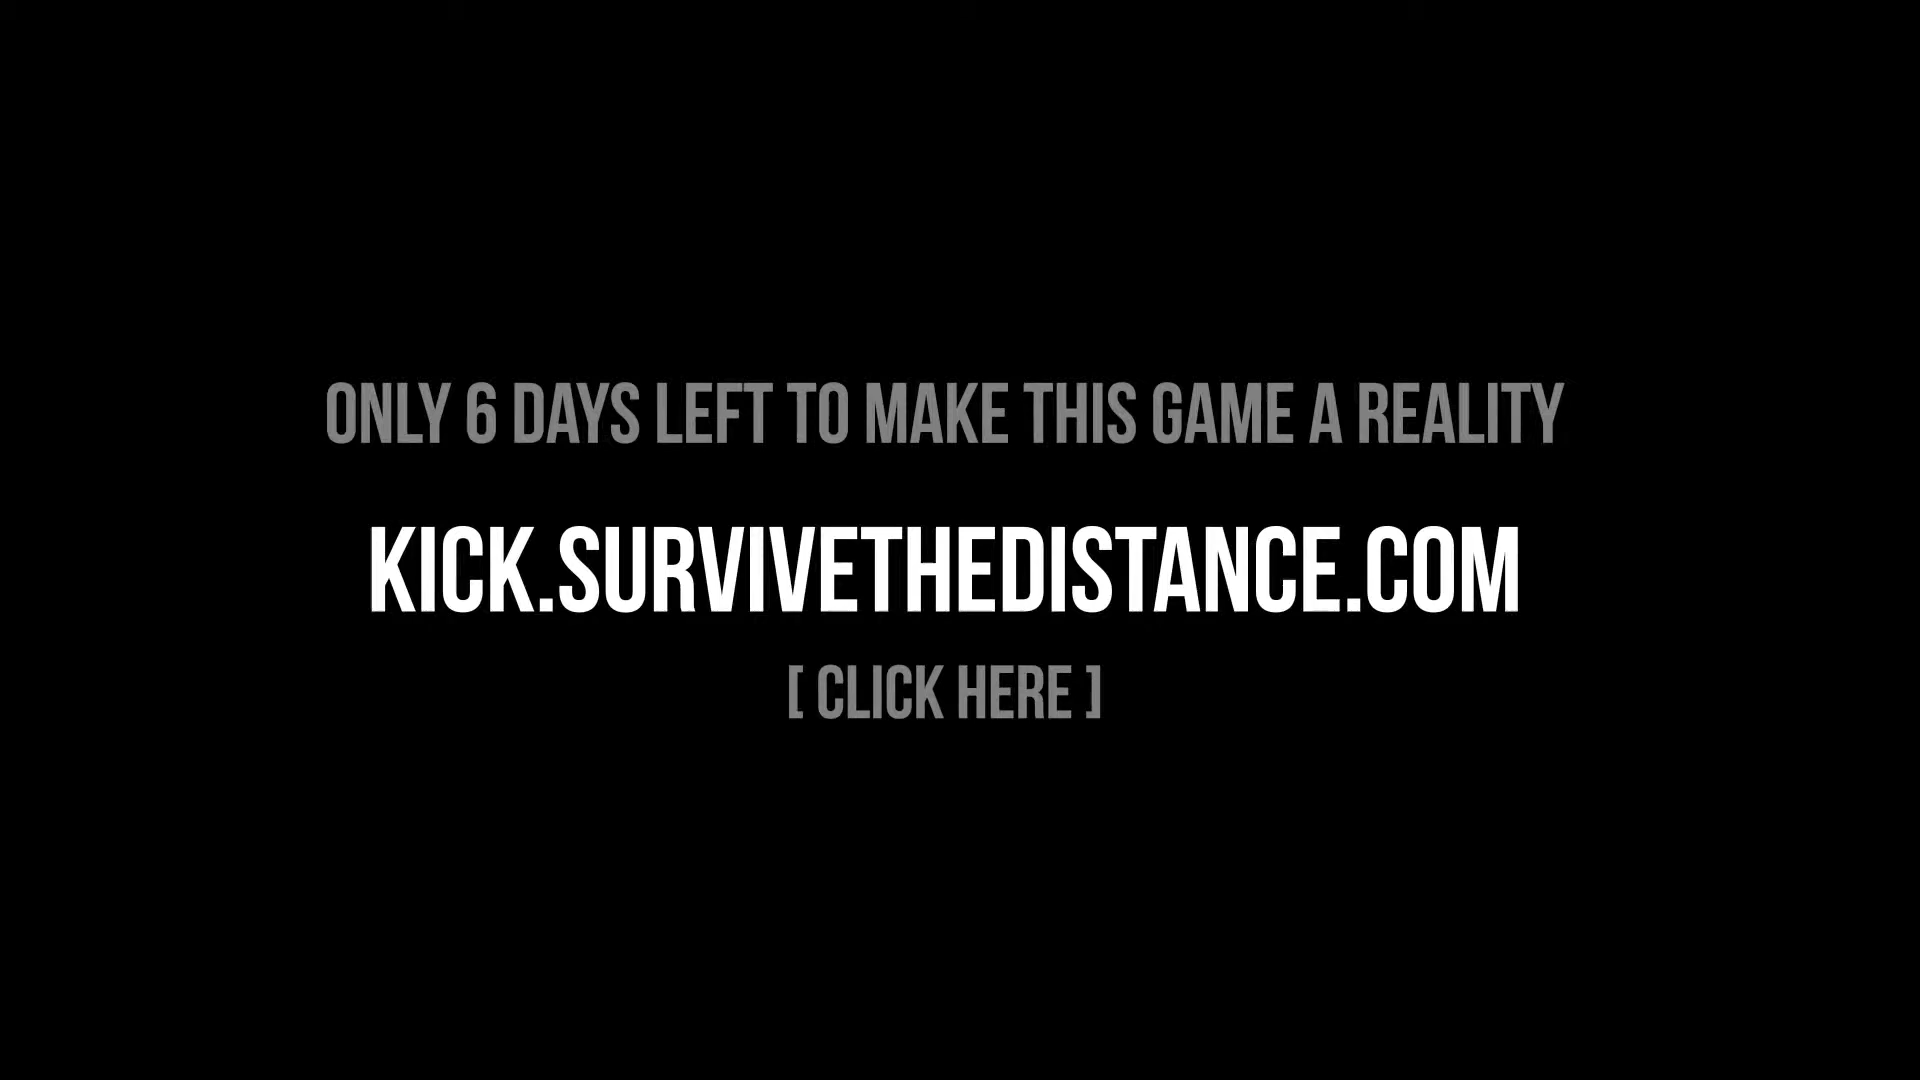 ONLY 6 DAYS LEFT TO MAKE THIS GAME A REALITY
KICK.SURVIVETHEDISTANCE.COM
[ CLICK HERE ]